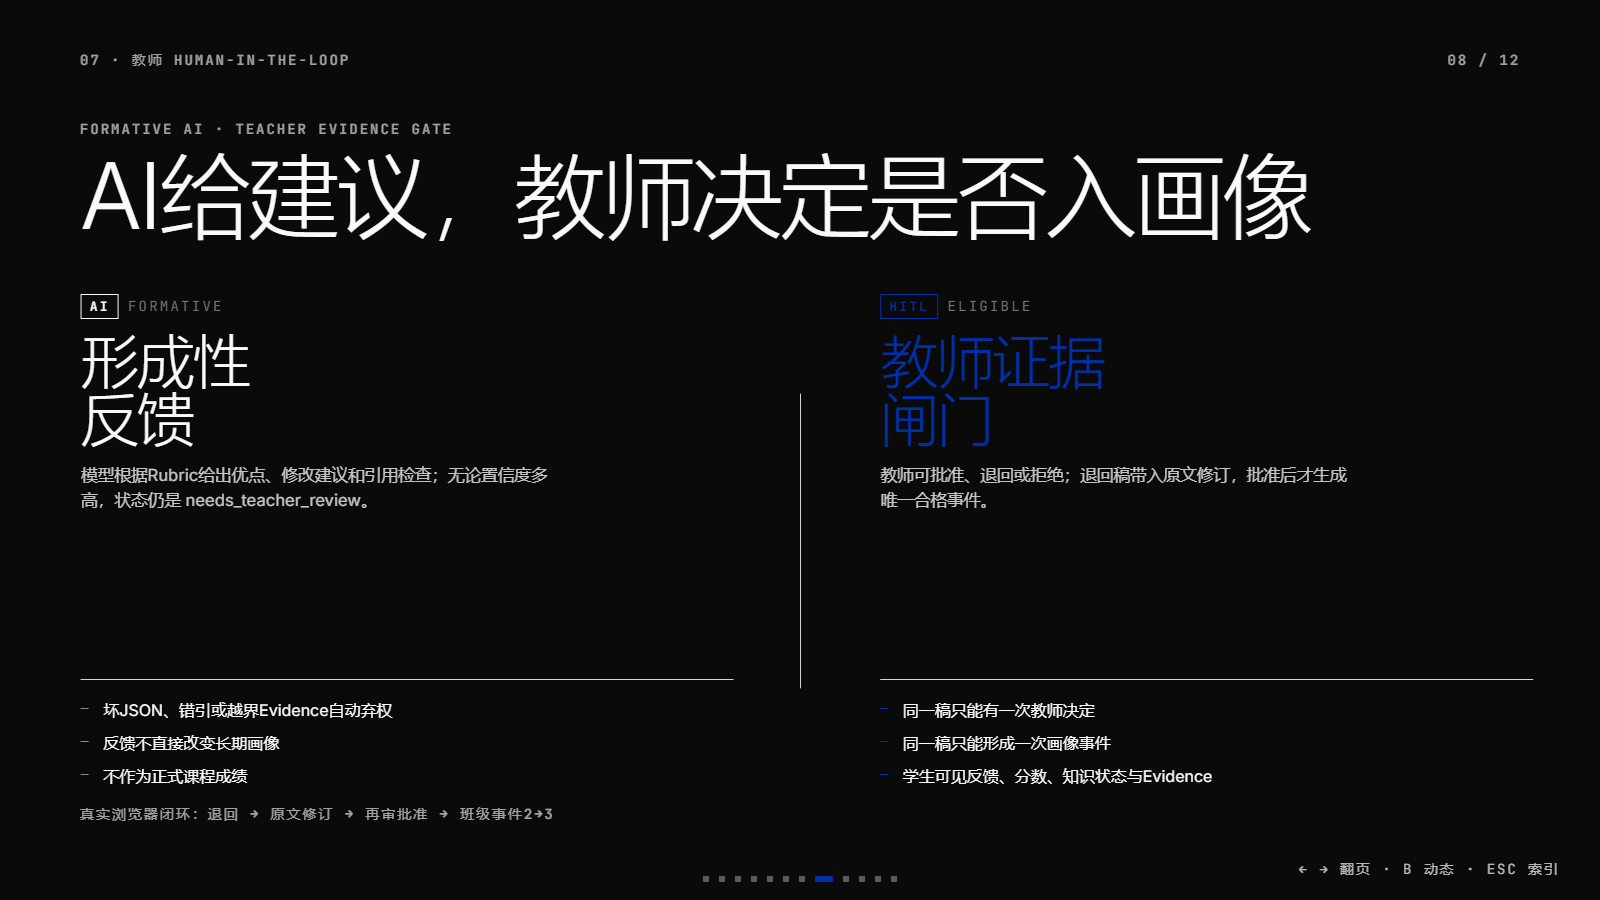 07 · 教师 HUMAN-IN-THE-LOOP
08 / 12
FORMATIVE AI · TEACHER EVIDENCE GATE
AI给建议，教师决定是否入画像
AI FORMATIVE
形成性
反馈
模型根据Rubric给出优点、修改建议和引用检查；无论置信度多
高，状态仍是 needs_teacher_review。
— 坏JSON、错引或越界Evidence自动弃权
— 反馈不直接改变长期画像
— 不作为正式课程成绩
HITL ELIGIBLE
教师证据
闸门
教师可批准、退回或拒绝；退回稿带入原文修订，批准后才生成
唯一合格事件。
— 同一稿只能有一次教师决定
— 同一稿只能形成一次画像事件
— 学生可见反馈、分数、知识状态与Evidence
真实浏览器闭环：退回 → 原文修订 → 再审批准 → 班级事件2→3
← → 翻页 · B 动态 · ESC 索引